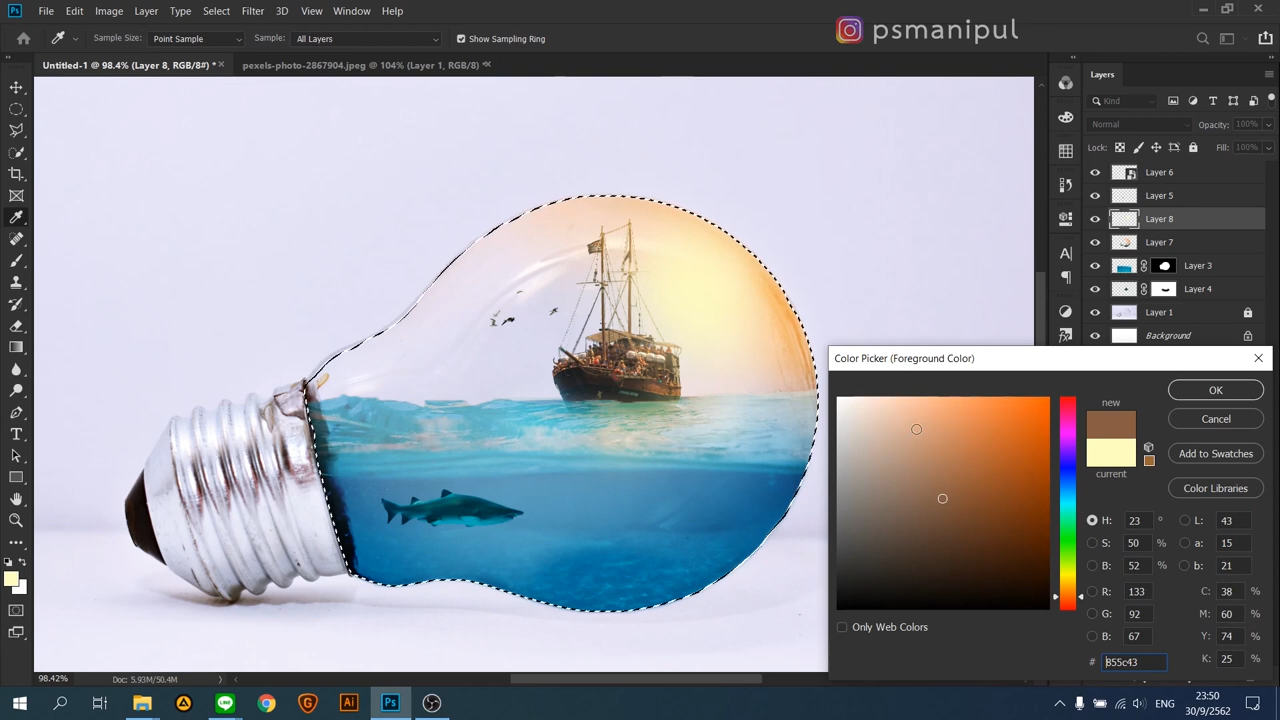 Ps File Edit Image Layer Type Select Filter 3D View Window Help
psmanipul
Sample Size: Point Sample Sample: All Layers Show Sampling Ring
Untitled-1 @ 98.4% (Layer 8, RGB/8#) * × pexels-photo-2867904.jpeg @ 104% (Layer 1, RGB/8) ×
Layers
Kind
Normal Opacity: 100%
Lock: Fill: 100%
Layer 6
Layer 5
Layer 8
Layer 7
Layer 3
Layer 4
Layer 1
Background
Color Picker (Foreground Color)
new
current
OK
Cancel
Add to Swatches
Color Libraries
H: 23 ° L: 43
S: 50 % a: 15
B: 52 % b: 21
R: 133 C: 38 %
G: 92 M: 60 %
B: 67 Y: 74 %
# 855c43 K: 25 %
Only Web Colors
98.42% Doc: 5.93M/50.4M
LINE Ai Ps
ENG 23:50
30/9/2562